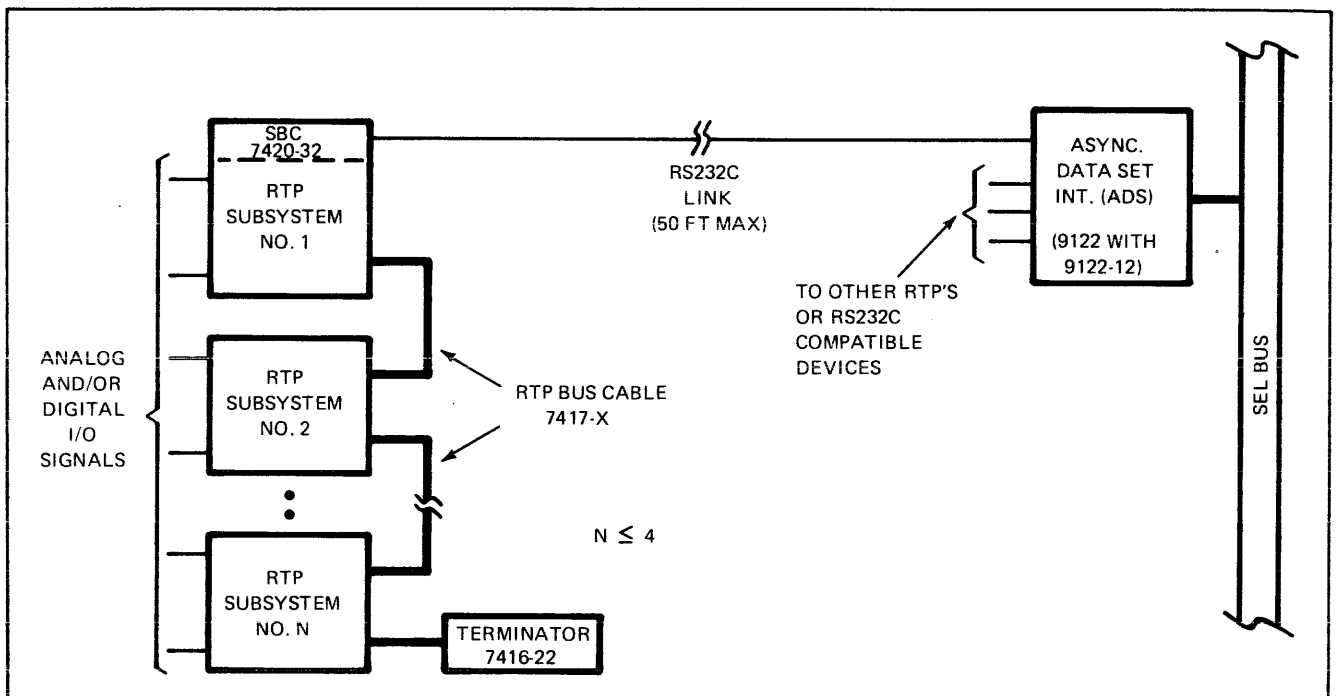 SBC
7420-32
RTP
SUBSYSTEM
NO. 1
RS232C
LINK
(50 FT MAX)
ASYNC.
DATA SET
INT. (ADS)
(9122 WITH
9122-12)
TO OTHER RTP'S
OR RS232C
COMPATIBLE
DEVICES
SEL BUS
ANALOG
AND/OR
DIGITAL
I/O
SIGNALS
RTP
SUBSYSTEM
NO. 2
RTP BUS CABLE
7417-X
N ≤ 4
RTP
SUBSYSTEM
NO. N
TERMINATOR
7416-22